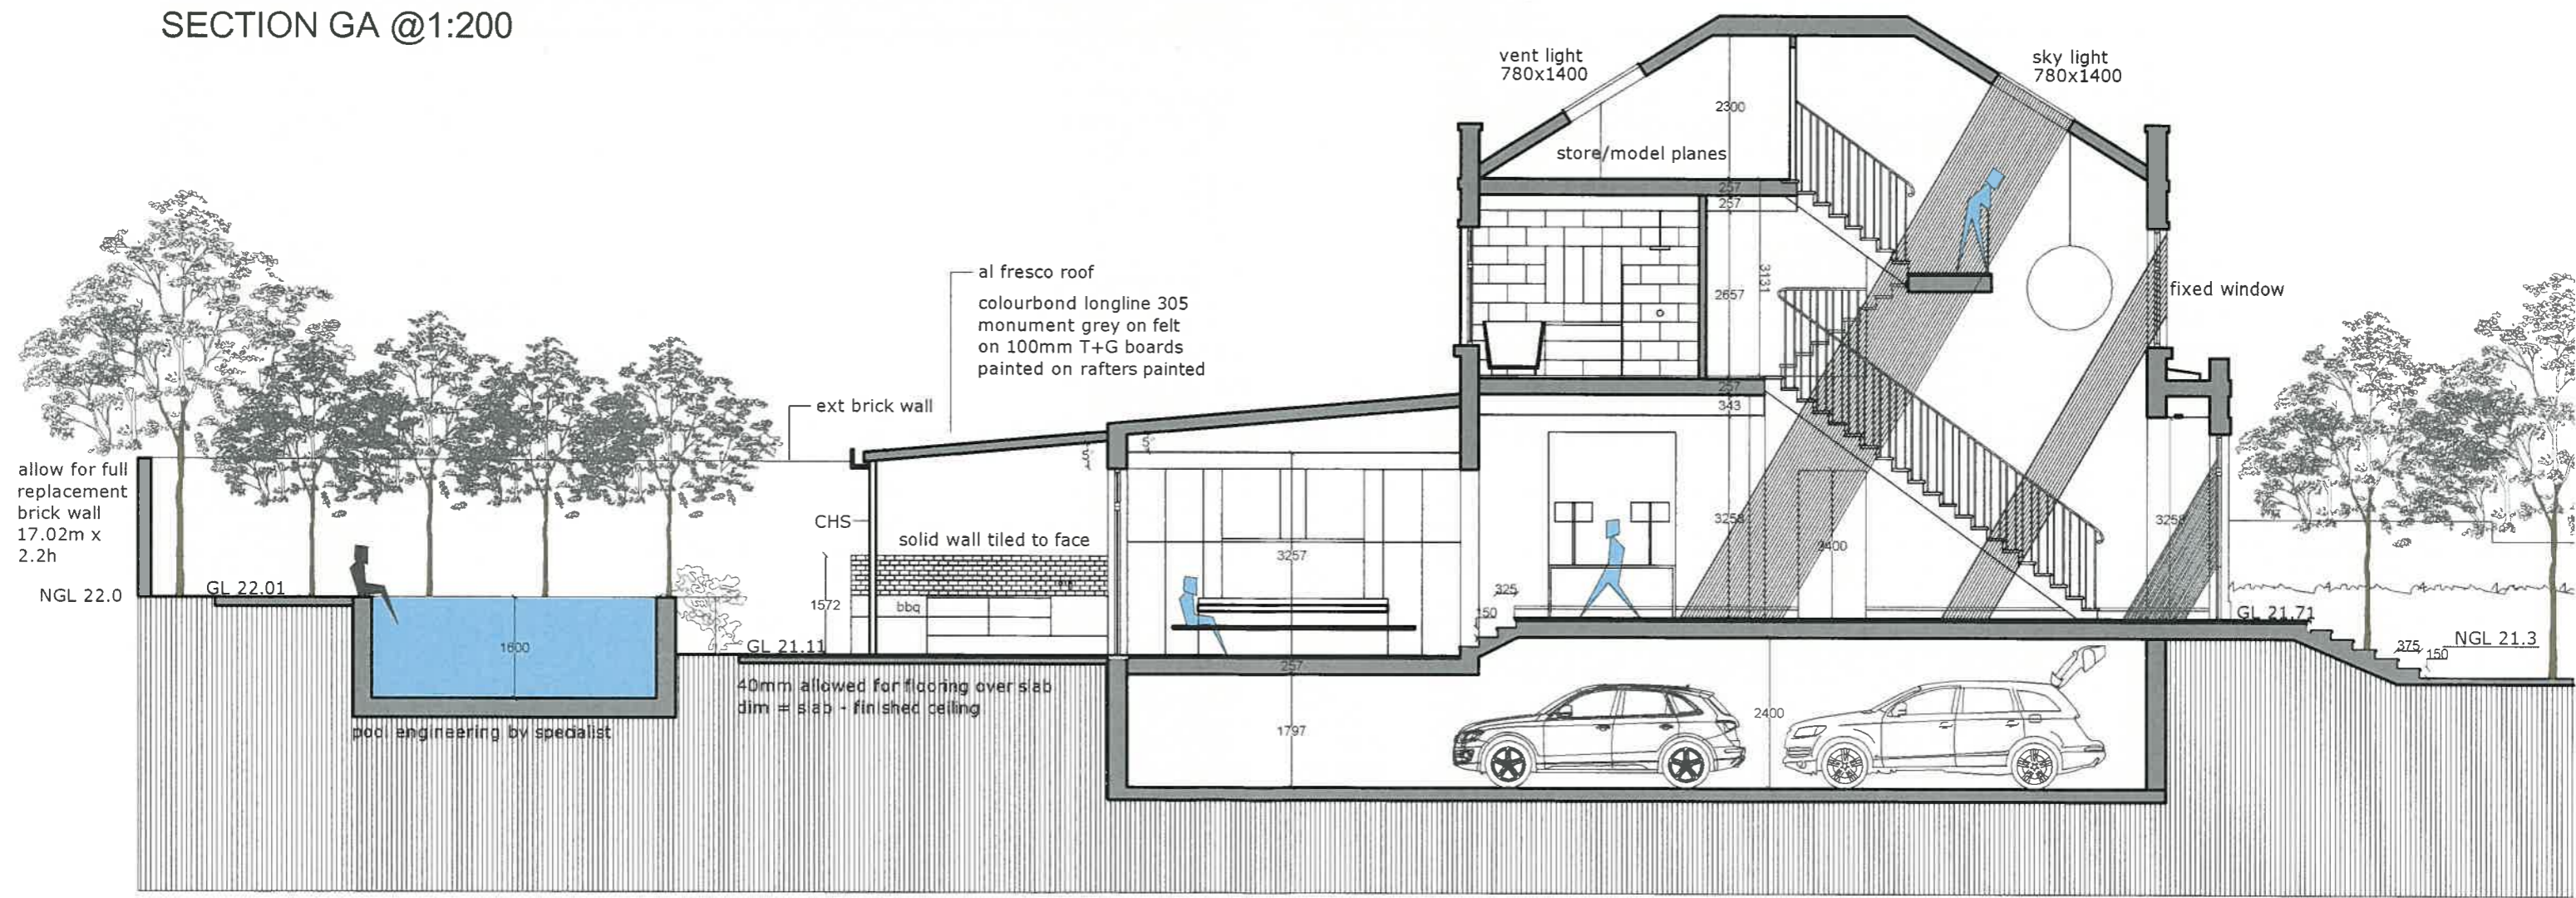 SECTION GA @1:200
vent light
780x1400
sky light
780x1400
2300
store/model planes
257
257
3131
2657
fixed window
al fresco roof
colourbond longline 305
monument grey on felt
on 100mm T+G boards
painted on rafters painted
257
343
ext brick wall
5°
5°
allow for full
replacement
brick wall
17.02m x
2.2h
CHS
solid wall tiled to face
3257
3258
2400
3258
NGL 22.0
GL 22.01
1572
bbq
325
150
GL 21.71
1600
GL 21.11
257
375
150
NGL 21.3
40mm allowed for flooring over slab
dim = slab - finished ceiling
pool engineering by specialist
1797
2400